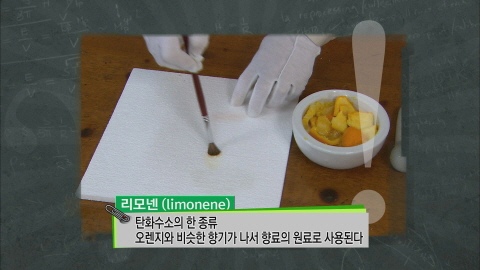 리모넨 (limonene)
탄화수소의 한 종류
오렌지와 비슷한 향기가 나서 향료의 원료로 사용된다